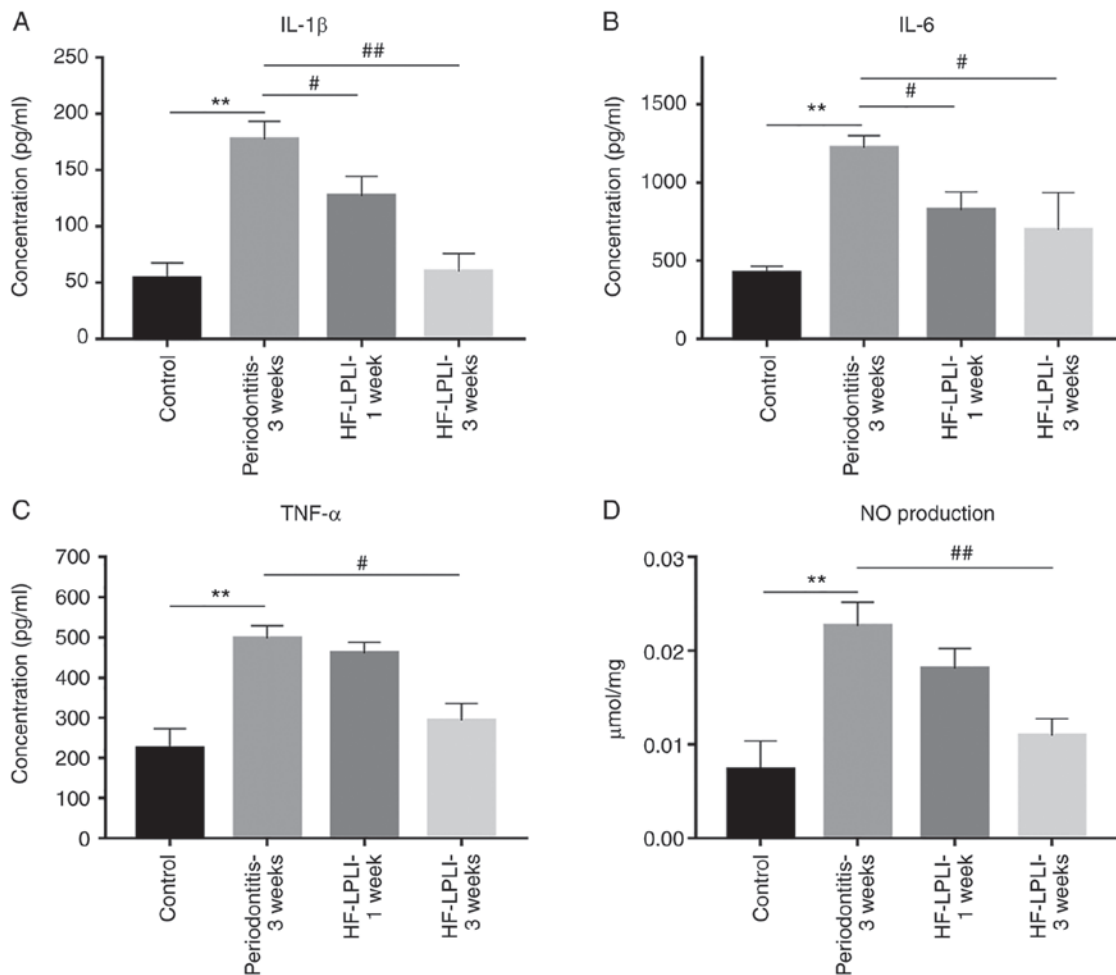 A
IL-1β
Concentration (pg/ml)
250
200
150
100
50
0
**
#
##
Control
Periodontitis-
3 weeks
HF-LPLI-
1 week
HF-LPLI-
3 weeks
B
IL-6
Concentration (pg/ml)
1500
1000
500
0
**
#
#
Control
Periodontitis-
3 weeks
HF-LPLI-
1 week
HF-LPLI-
3 weeks
C
TNF-α
Concentration (pg/ml)
700
600
500
400
300
200
100
0
**
#
Control
Periodontitis-
3 weeks
HF-LPLI-
1 week
HF-LPLI-
3 weeks
D
NO production
μmol/mg
0.03
0.02
0.01
0.00
**
##
Control
Periodontitis-
3 weeks
HF-LPLI-
1 week
HF-LPLI-
3 weeks